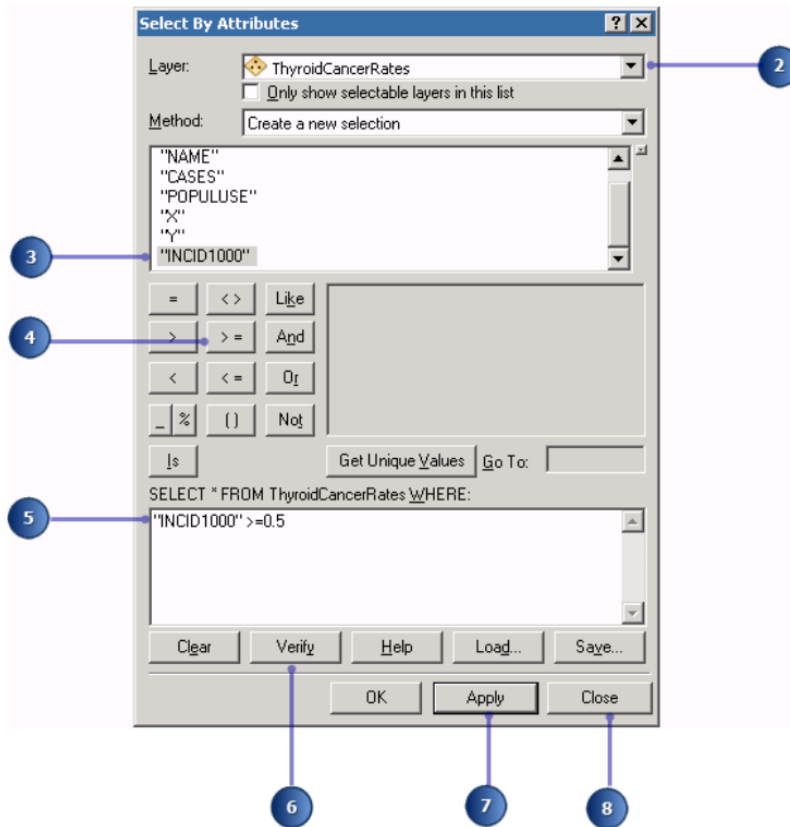 Select By Attributes
Layer: ThyroidCancerRates
2
Only show selectable layers in this list
Method: Create a new selection
"NAME"
"CASES"
"POPULUSE"
"X"
"Y"
3 "INCID1000"
= < > Like
4 > > = And
< < = Or
_ % ( ) Not
Is Get Unique Values Go To:
SELECT * FROM ThyroidCancerRates WHERE:
5 "INCID1000" >=0.5
Clear Verify Help Load... Save...
OK Apply Close
6 7 8